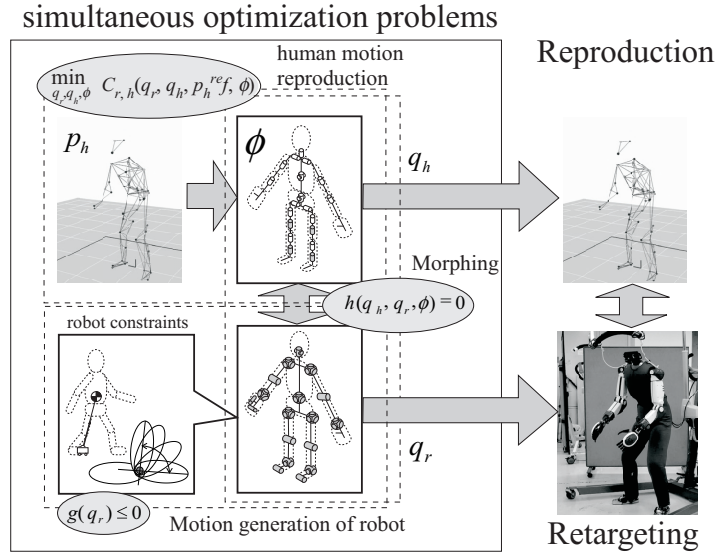 simultaneous optimization problems
human motion
reproduction
Reproduction
min C_{r, h}(q_r, q_h, p_h^{ref}, ϕ)
q_r,q_h,ϕ
p_h
ϕ
q_h
Morphing
h(q_h, q_r, ϕ) = 0
robot constraints
q_r
g(q_r) ≤ 0
Motion generation of robot
Retargeting